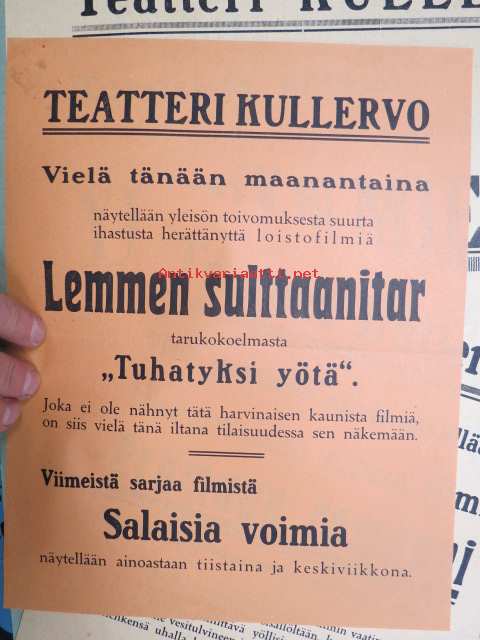 Teatteri
TEATTERI KULLERVO
Vielä tänään maanantaina
näytellään yleisön toivomuksesta suurta
ihastusta herättänyttä loistofilmiä
Antikvariaatti.net
Lemmen sulttaanitar
tarukokoelmasta
„Tuhatyksi yötä“.
Joka ei ole nähnyt tätä harvinaisen kaunista filmiä,
on siis vielä tänä iltana tilaisuudessa sen näkemään.
Viimeistä sarjaa filmistä
Salaisia voimia
näytellään ainoastaan tiistaina ja keskiviikkona.